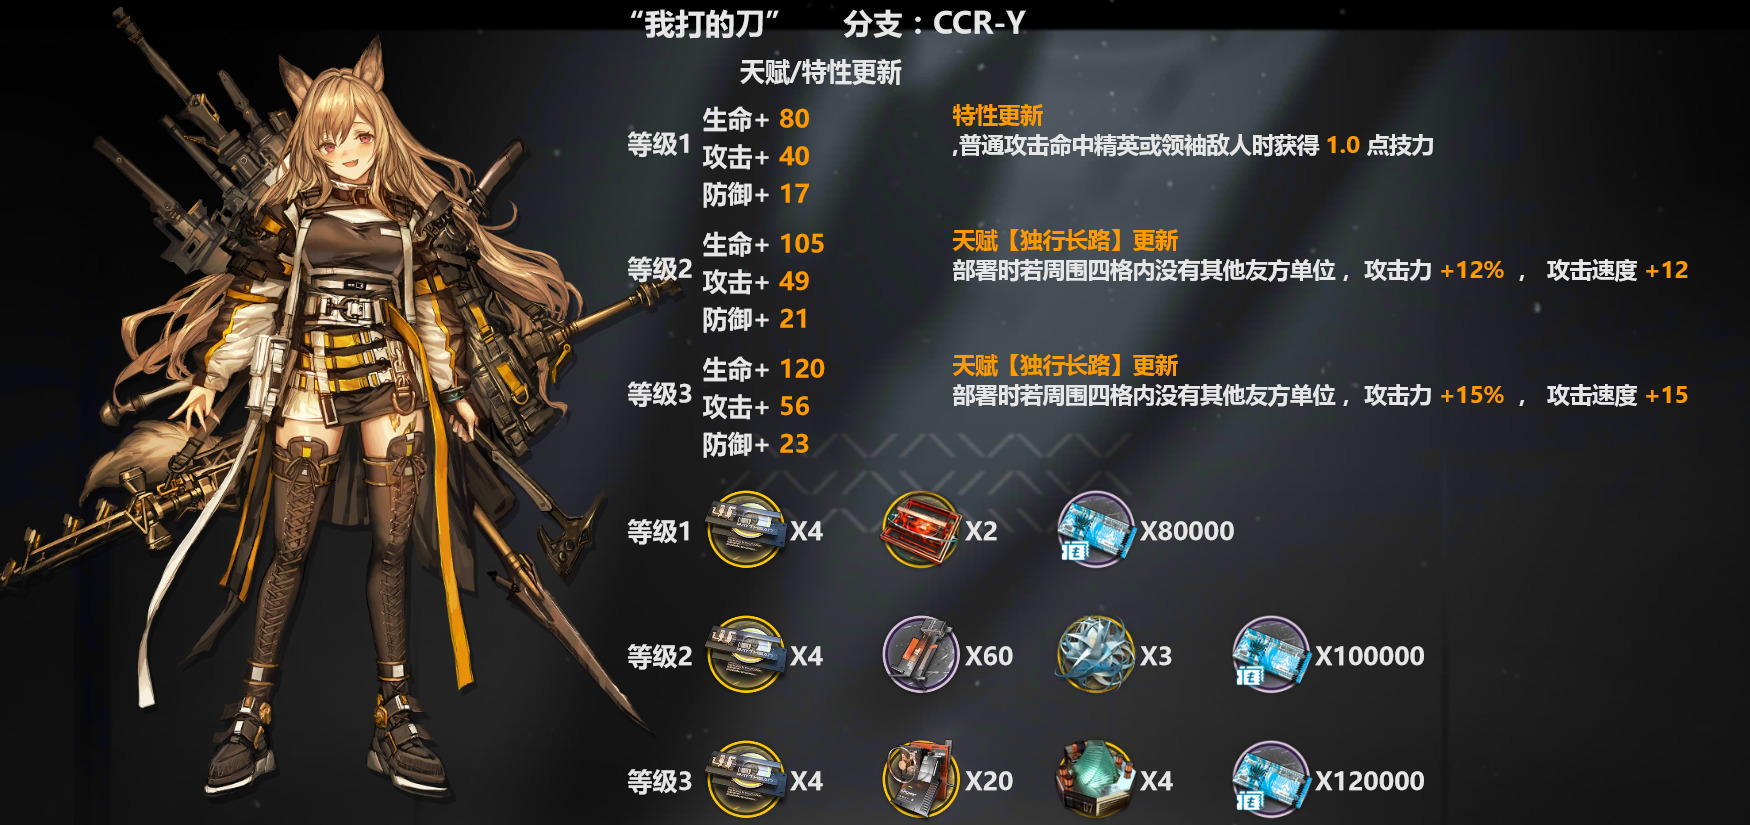 “我打的刀” 分支：CCR-Y
天赋/特性更新
等级1
生命+ 80
攻击+ 40
防御+ 17
特性更新
,普通攻击命中精英或领袖敌人时获得 1.0 点技力
等级2
生命+ 105
攻击+ 49
防御+ 21
天赋【独行长路】更新
部署时若周围四格内没有其他友方单位，攻击力 +12% ， 攻击速度 +12
等级3
生命+ 120
攻击+ 56
防御+ 23
天赋【独行长路】更新
部署时若周围四格内没有其他友方单位，攻击力 +15% ， 攻击速度 +15
等级1 X4 X2 X80000
等级2 X4 X60 X3 X100000
等级3 X4 X20 X4 X120000